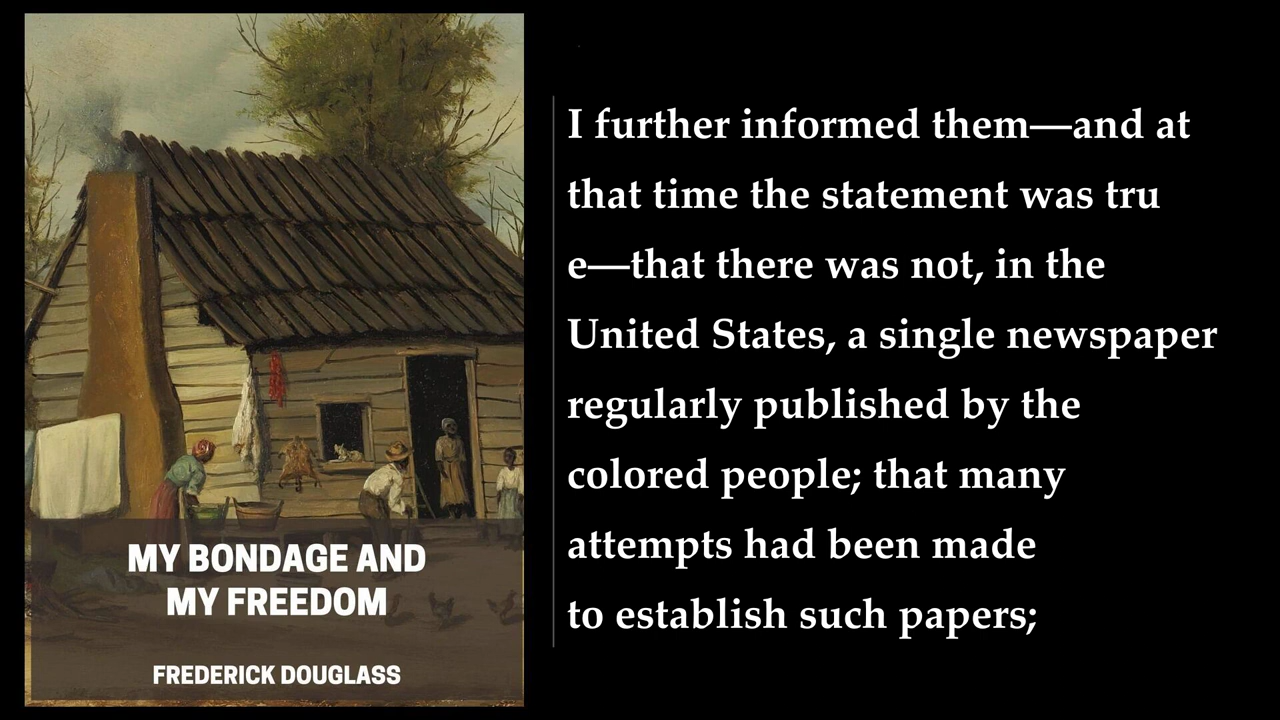 MY BONDAGE AND
MY FREEDOM
FREDERICK DOUGLASS
I further informed them—and at
that time the statement was tru
e—that there was not, in the
United States, a single newspaper
regularly published by the
colored people; that many
attempts had been made
to establish such papers;